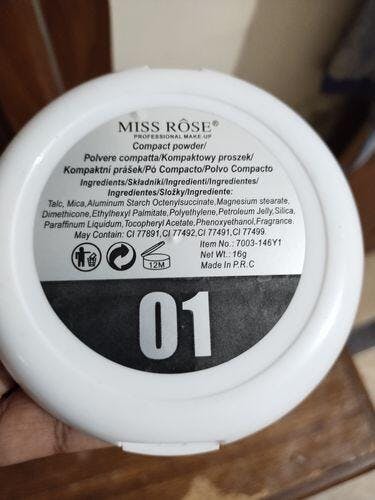 MISS RÔSE®
PROFESSIONAL MAKE-UP
Compact powder/
Polvere compatta/Kompaktowy proszek/
Kompaktni prášek/Pó Compacto/Polvo Compacto
Ingredients/Składniki/Ingredienti/Ingredientes/
Ingredientes/Složky/Ingrediente:
Talc, Mica,Aluminum Starch Octenylsuccinate,Magnesium stearate,
Dimethicone,Ethylhexyl Palmitate,Polyethylene,Petroleum Jelly,Silica,
Paraffinum Liquidum,Tocopheryl Acetate,Phenoxyethanol,Fragrance.
May Contain: CI 77891,CI 77492,CI 77491,CI 77499.
Item No.: 7003-146Y1
Net Wt.: 16g
Made In P.R.C
12M
01